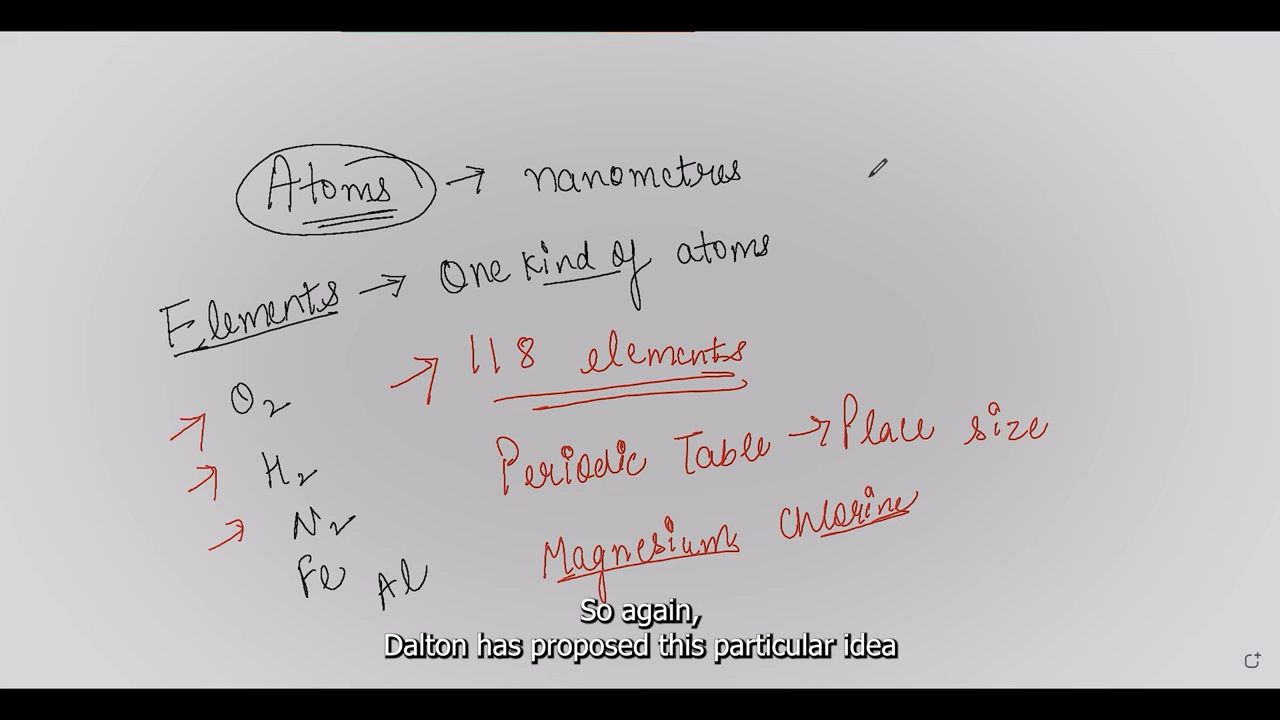 Atoms → nanometres
Elements → One kind of atoms
→ 118 elements
→ O2
Periodic Table → Place size
→ H2
→ N2
Magnesium Chlorine
Fe Al
So again,
Dalton has proposed this particular idea